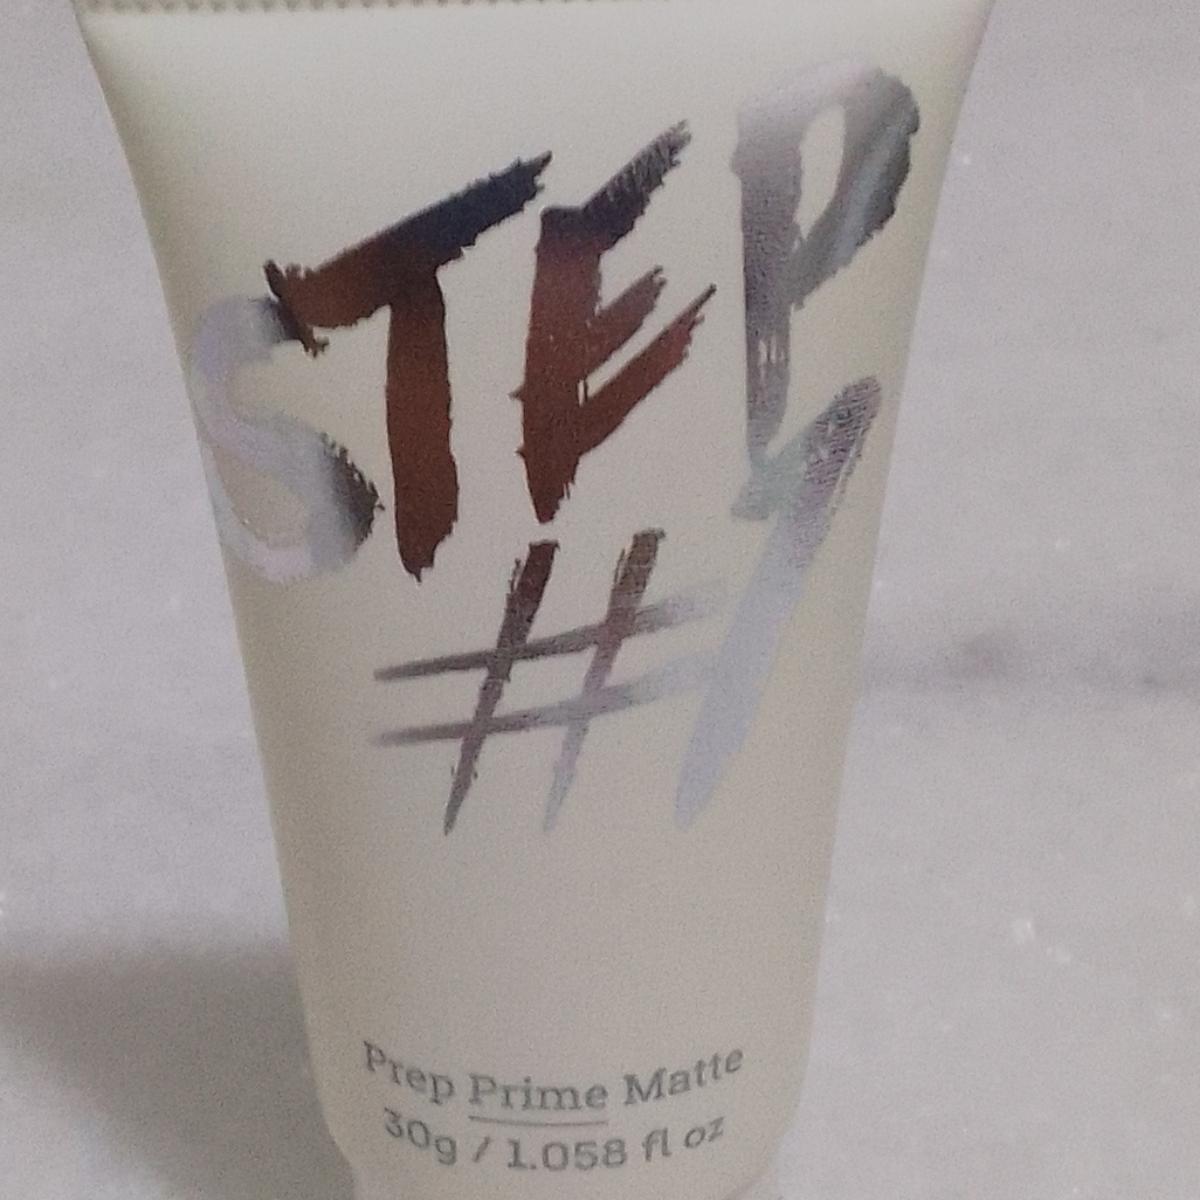 STEP
#1
Prep Prime Matte
30g / 1.058 fl oz